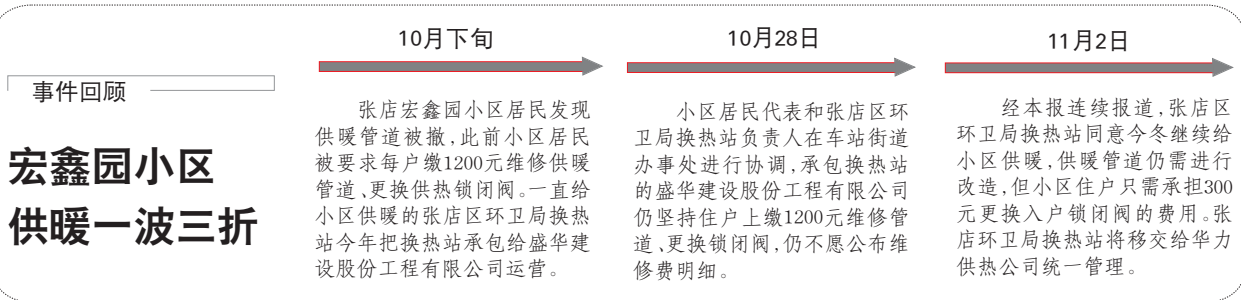 事件回顾
宏鑫园小区
供暖一波三折
10月下旬
张店宏鑫园小区居民发现
供暖管道被撤,此前小区居民
被要求每户缴1200元维修供暖
管道、更换供热锁闭阀。一直给
小区供暖的张店区环卫局换热
站今年把换热站承包给盛华建
设股份工程有限公司运营。
10月28日
小区居民代表和张店区环
卫局换热站负责人在车站街道
办事处进行协调,承包换热站
的盛华建设股份工程有限公司
仍坚持住户上缴1200元维修管
道、更换锁闭阀,仍不愿公布维
修费明细。
11月2日
经本报连续报道,张店区
环卫局换热站同意今冬继续给
小区供暖,供暖管道仍需进行
改造,但小区住户只需承担300
元更换入户锁闭阀的费用。张
店环卫局换热站将移交给华力
供热公司统一管理。